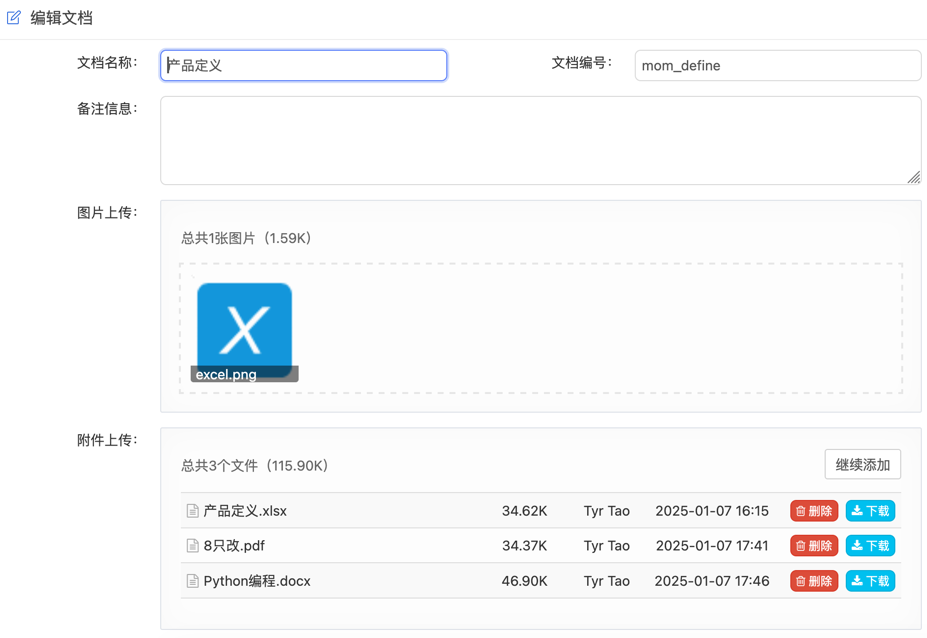 编辑文档
文档名称： 产品定义 文档编号： mom_define
备注信息：
图片上传：
总共1张图片（1.59K）
X
excel.png
附件上传：
总共3个文件（115.90K） 继续添加
产品定义.xlsx 34.62K Tyr Tao 2025-01-07 16:15 删除 下载
8只改.pdf 34.37K Tyr Tao 2025-01-07 17:41 删除 下载
Python编程.docx 46.90K Tyr Tao 2025-01-07 17:46 删除 下载